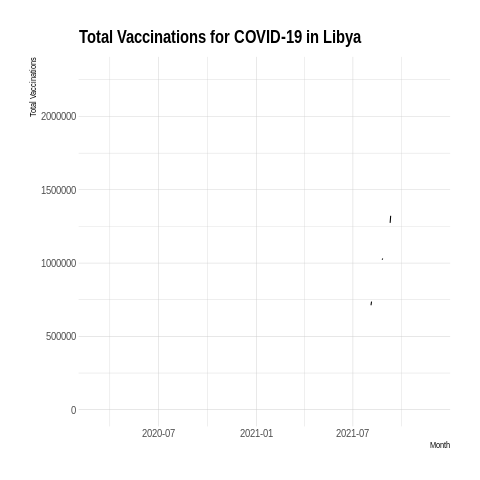 Total Vaccinations for COVID-19 in Libya
Total Vaccinations
2000000
1500000
1000000
500000
0
2020-07 2021-01 2021-07
Month